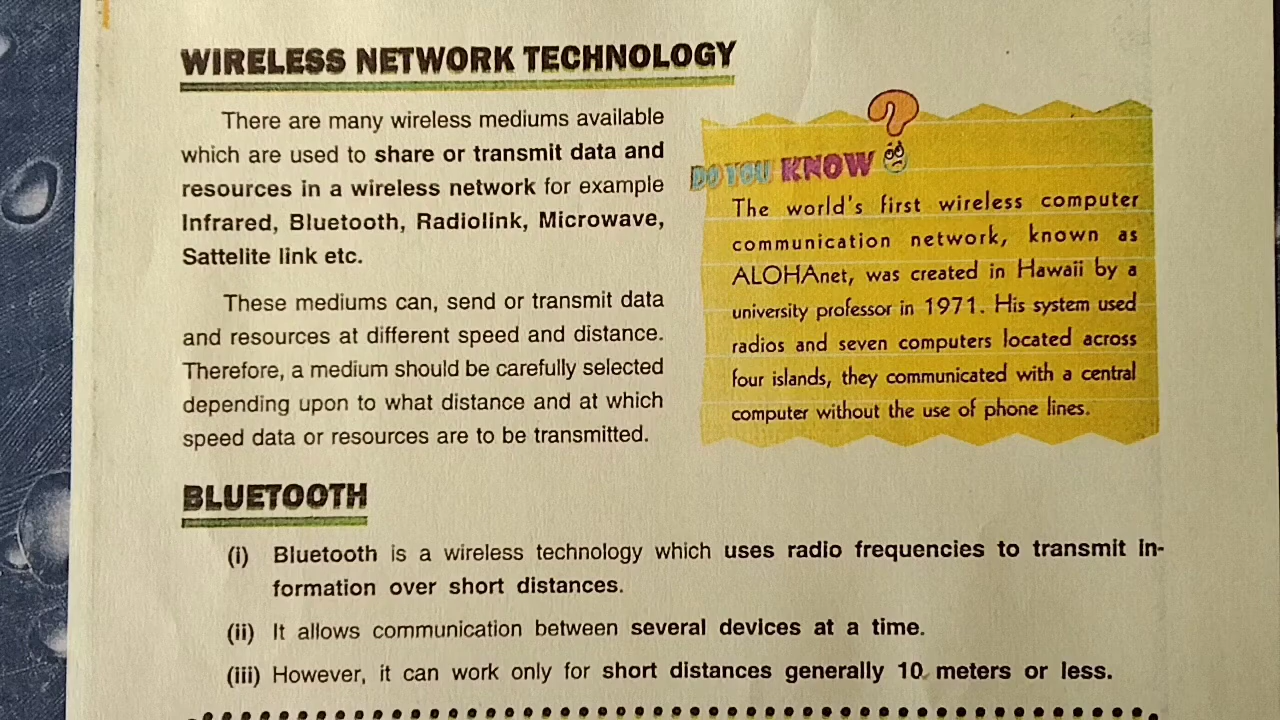 WIRELESS NETWORK TECHNOLOGY
There are many wireless mediums available
which are used to share or transmit data and
resources in a wireless network for example
Infrared, Bluetooth, Radiolink, Microwave,
Sattelite link etc.
These mediums can, send or transmit data
and resources at different speed and distance.
Therefore, a medium should be carefully selected
depending upon to what distance and at which
speed data or resources are to be transmitted.
?
DO YOU KNOW
The world's first wireless computer
communication network, known as
ALOHAnet, was created in Hawaii by a
university professor in 1971. His system used
radios and seven computers located across
four islands, they communicated with a central
computer without the use of phone lines.
BLUETOOTH
(i) Bluetooth is a wireless technology which uses radio frequencies to transmit in-
formation over short distances.
(ii) It allows communication between several devices at a time.
(iii) However, it can work only for short distances generally 10 meters or less.